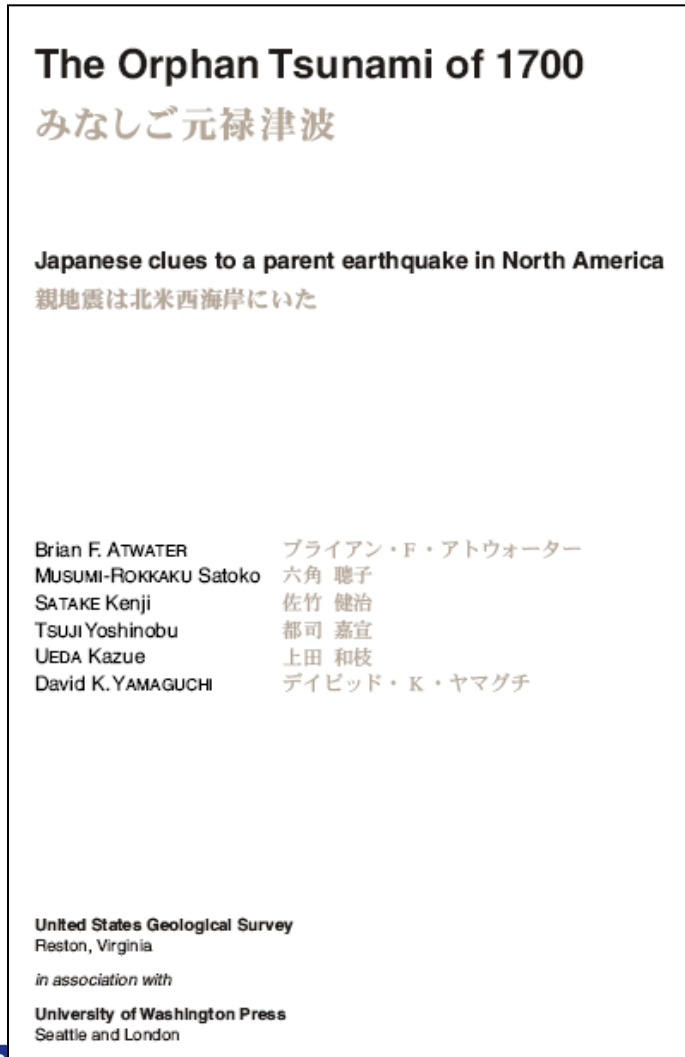 The Orphan Tsunami of 1700
みなしご元禄津波
Japanese clues to a parent earthquake in North America
親地震は北米西海岸にいた
Brian F. ATWATER ブライアン・F・アトウォーター
MUSUMI-ROKKAKU Satoko 六角 聰子
SATAKE Kenji 佐竹 健治
TSUJI Yoshinobu 都司 嘉宣
UEDA Kazue 上田 和枝
David K. YAMAGUCHI デイビッド・K・ヤマグチ
United States Geological Survey
Reston, Virginia
in association with
University of Washington Press
Seattle and London